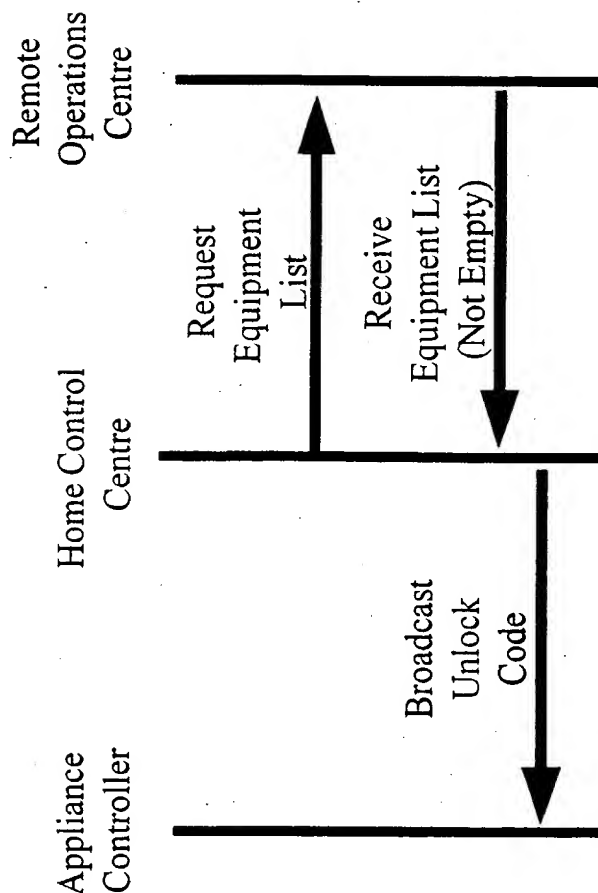 Appliance
Controller
Home Control
Centre
Remote
Operations
Centre
Request
Equipment
List
Receive
Equipment List
(Not Empty)
Broadcast
Unlock
Code